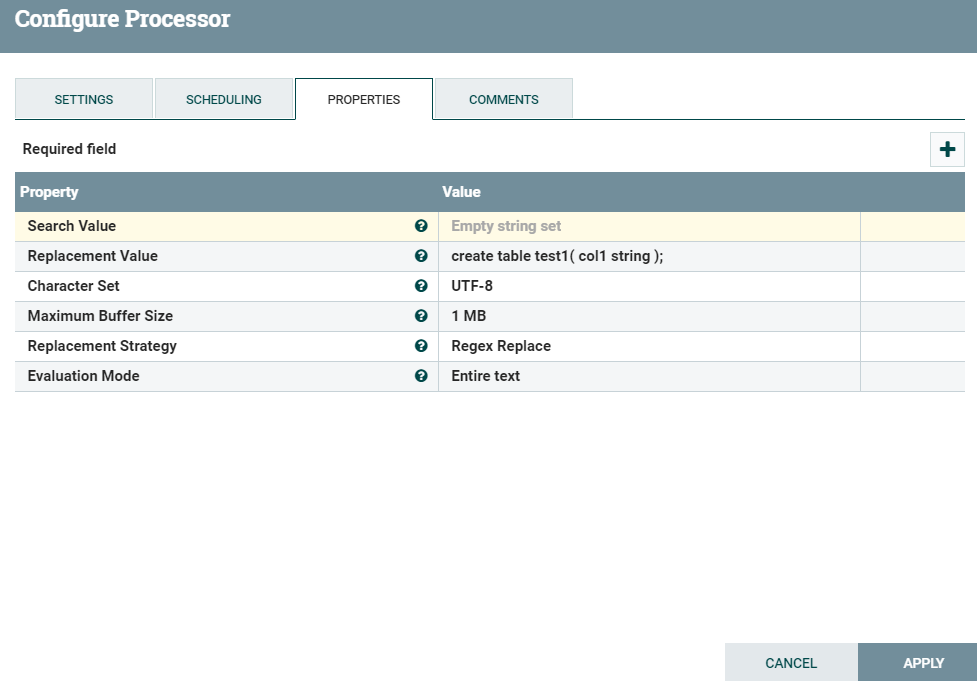 Configure Processor
SETTINGS SCHEDULING PROPERTIES COMMENTS
Required field
Property Value
Search Value Empty string set
Replacement Value create table test1( col1 string );
Character Set UTF-8
Maximum Buffer Size 1 MB
Replacement Strategy Regex Replace
Evaluation Mode Entire text
CANCEL APPLY